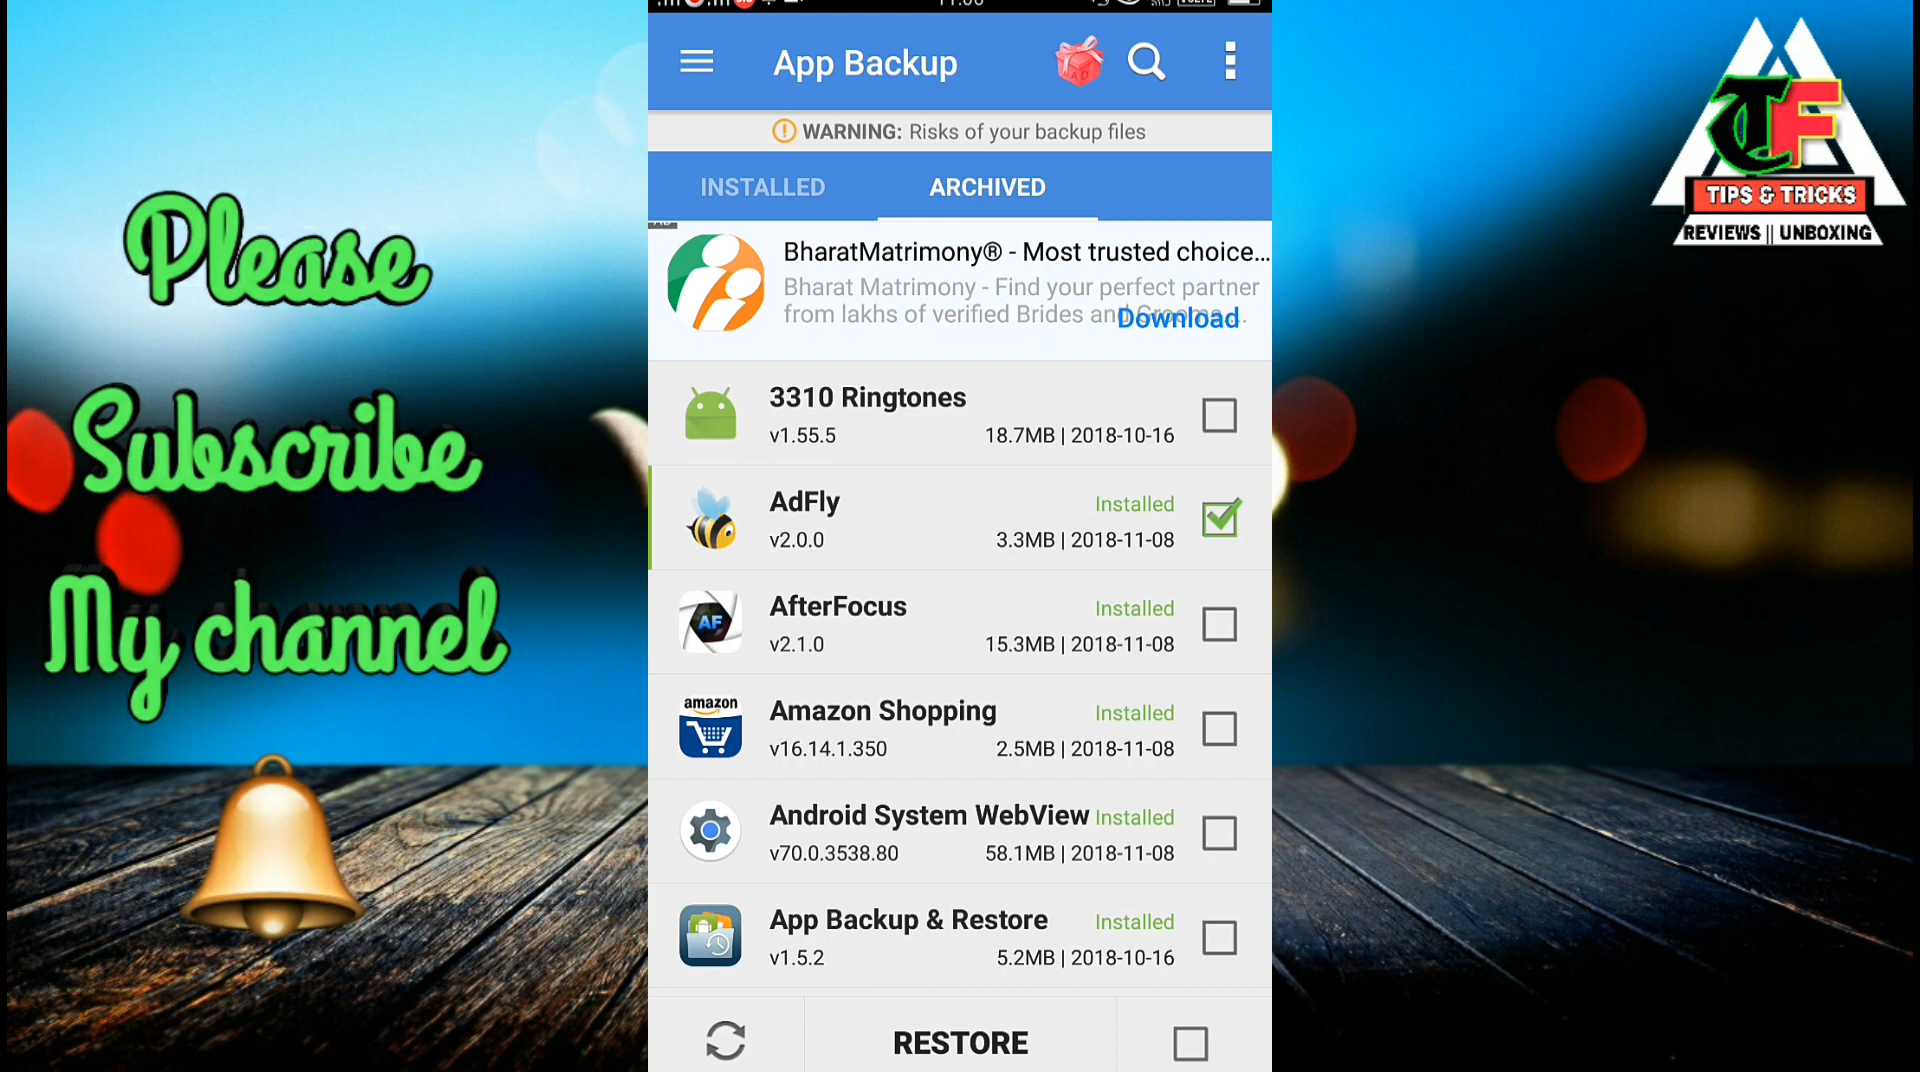 Please
Subscribe
My channel
App Backup
AD
WARNING: Risks of your backup files
INSTALLED
ARCHIVED
BharatMatrimony® - Most trusted choice...
Bharat Matrimony - Find your perfect partner
from lakhs of verified Brides and Grooms ...
Download
3310 Ringtones
v1.55.5
18.7MB | 2018-10-16
AdFly
Installed
v2.0.0
3.3MB | 2018-11-08
AF
AfterFocus
Installed
v2.1.0
15.3MB | 2018-11-08
amazon
Amazon Shopping
Installed
v16.14.1.350
2.5MB | 2018-11-08
Android System WebView
Installed
v70.0.3538.80
58.1MB | 2018-11-08
App Backup & Restore
Installed
v1.5.2
5.2MB | 2018-10-16
RESTORE
TF
TIPS & TRICKS
REVIEWS || UNBOXING